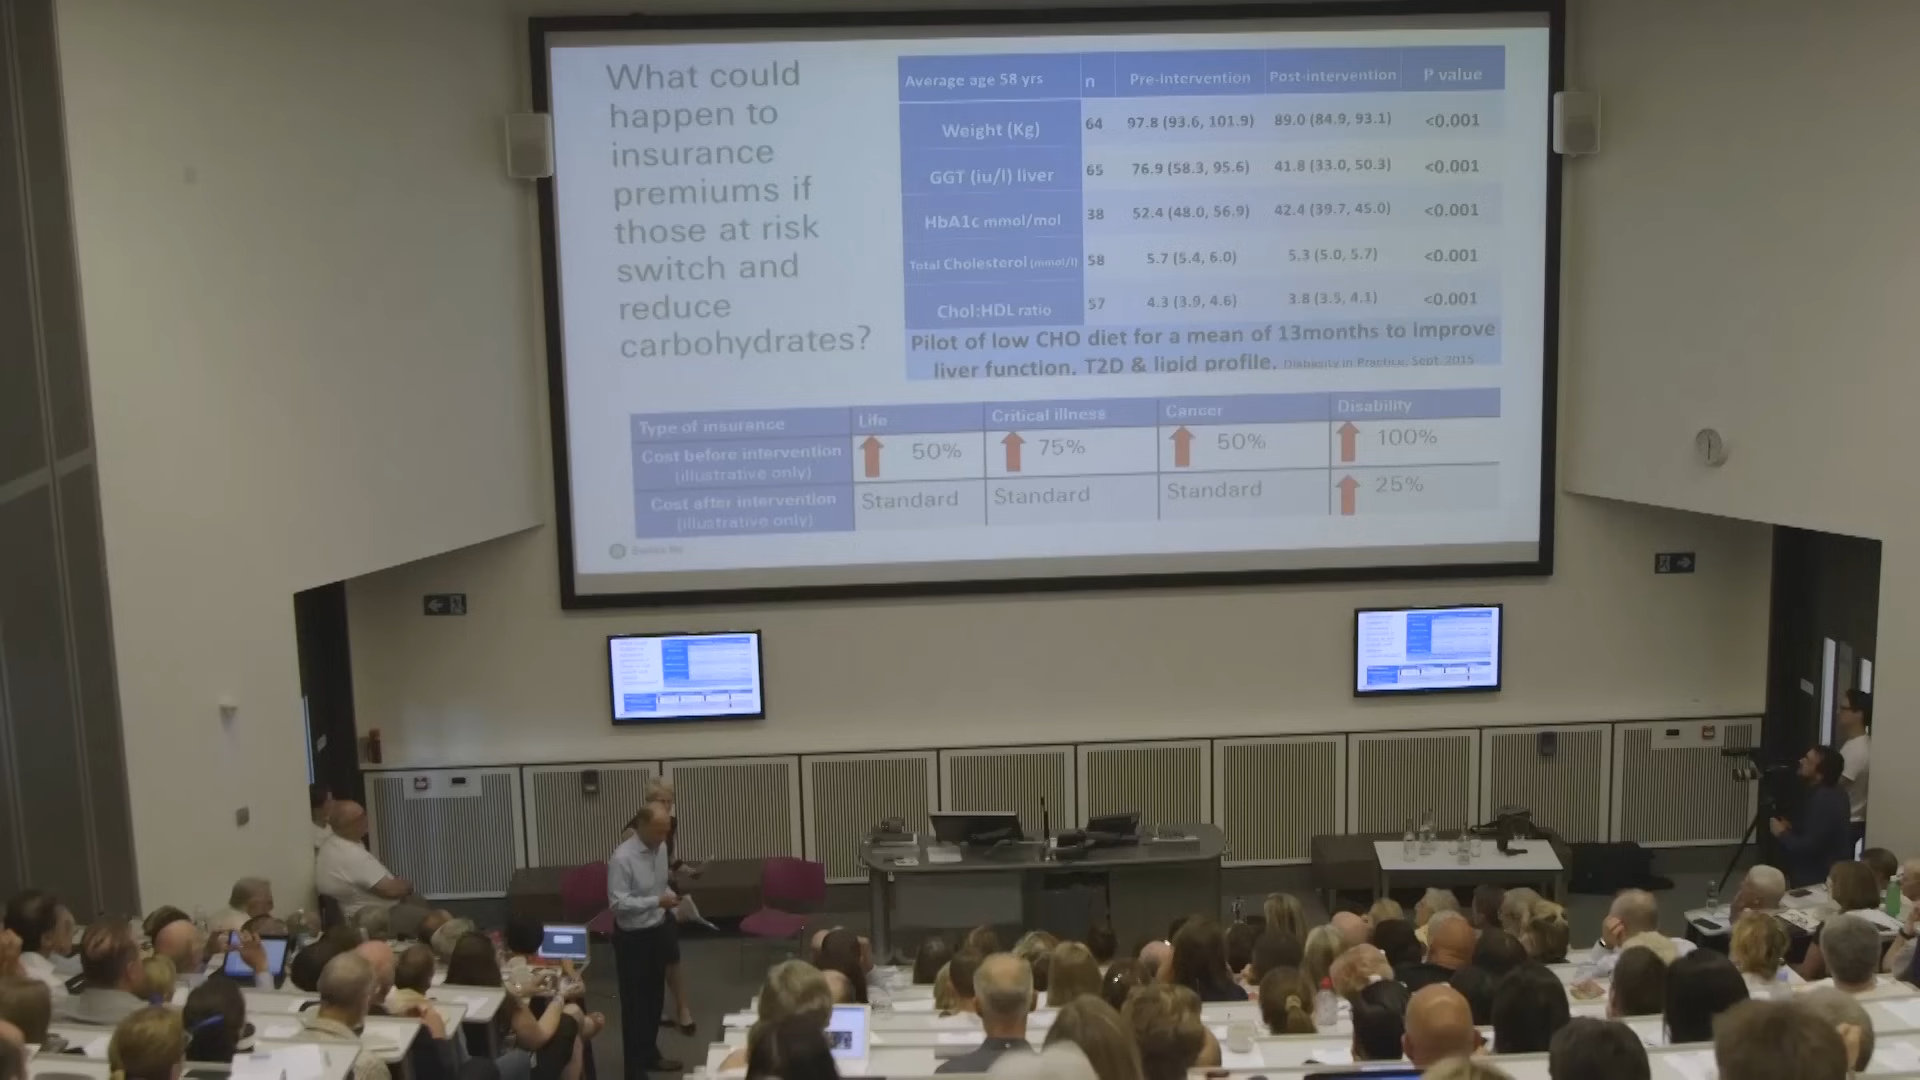 What could
happen to
insurance
premiums if
those at risk
switch and
reduce
carbohydrates?
Average age 58 yrs n Pre-intervention Post-intervention P value
Weight (Kg) 64 97.8 (93.6, 101.9) 89.0 (84.9, 93.1) <0.001
GGT (iu/l) liver 65 76.9 (58.3, 95.6) 41.8 (33.0, 50.3) <0.001
HbA1c mmol/mol 38 52.4 (48.0, 56.9) 42.4 (39.7, 45.0) <0.001
Total Cholesterol (mmol/l) 58 5.7 (5.4, 6.0) 5.3 (5.0, 5.7) <0.001
Chol:HDL ratio 57 4.3 (3.9, 4.6) 3.8 (3.5, 4.1) <0.001
Pilot of low CHO diet for a mean of 13months to improve
liver function. T2D & lipid profile. Diabesity in Practice, Sept 2015
Type of insurance Life Critical illness Cancer Disability
Cost before intervention
(illustrative only) 50% 75% 50% 100%
Cost after intervention
(illustrative only) Standard Standard Standard 25%